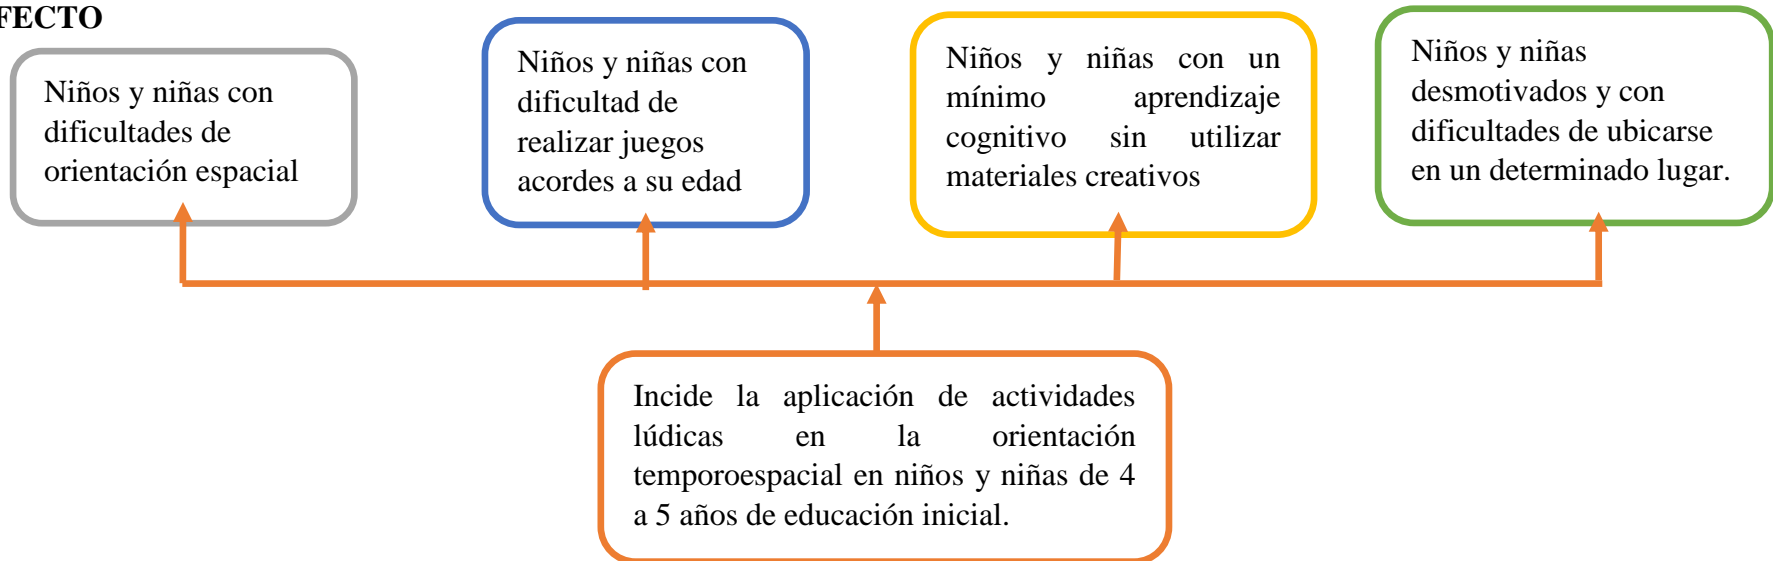 FECTO
Niños y niñas con
dificultades de
orientación espacial
Niños y niñas con
dificultad de
realizar juegos
acordes a su edad
Niños y niñas con un
mínimo aprendizaje
cognitivo sin utilizar
materiales creativos
Niños y niñas
desmotivados y con
dificultades de ubicarse
en un determinado lugar.
Incide la aplicación de actividades
lúdicas en la orientación
temporoespacial en niños y niñas de 4
a 5 años de educación inicial.